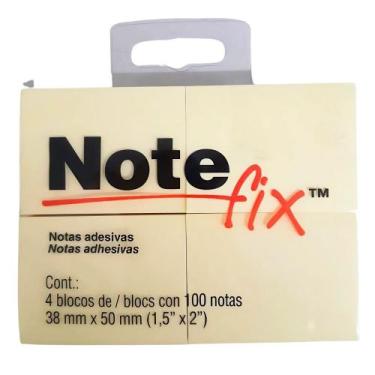 Note
fix™
Notas adesivas
Notas adhesivas
Cont.:
4 blocos de / blocs con 100 notas
38 mm x 50 mm (1,5" x 2")